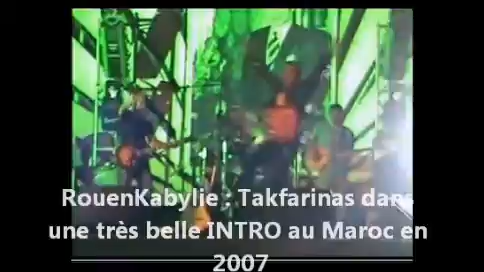 RouenKabylie : Takfarinas dans
une très belle INTRO au Maroc en
2007